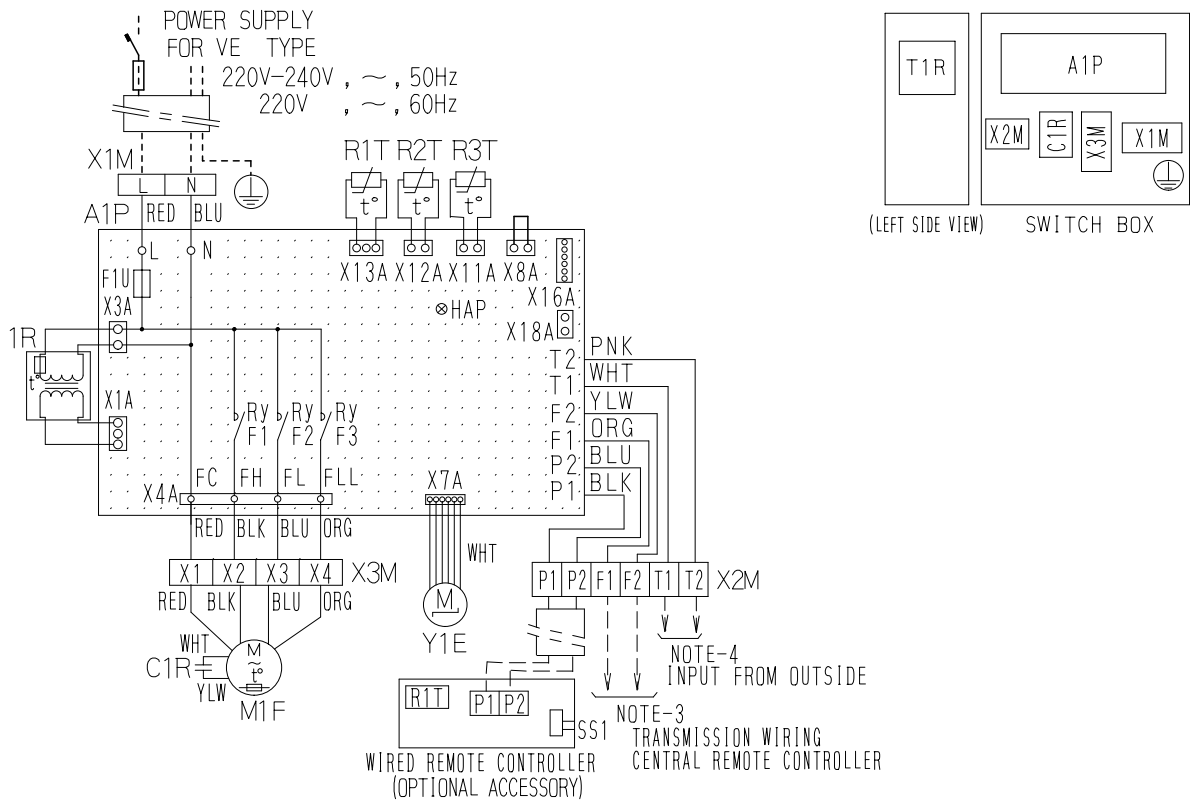 POWER SUPPLY
FOR VE TYPE
220V-240V , ~ , 50Hz
220V , ~ , 60Hz
X1M
L N
A1P
RED BLU
L N
F1U
X3A
1R
t°
X1A
R1T R2T R3T
t° t° t°
X13A X12A X11A X8A
X16A
HAP
X18A
Ry F1
Ry F2
Ry F3
FC FH FL FLL
X4A
RED BLK BLU ORG
X1 X2 X3 X4
X3M
RED BLK BLU ORG
WHT
C1R
YLW
M
~
t°
M1F
X7A
WHT
M
Y1E
T2 PNK
T1 WHT
F2 YLW
F1 ORG
P2 BLU
P1 BLK
P1 P2 F1 F2 T1 T2
X2M
NOTE-4
INPUT FROM OUTSIDE
R1T
P1 P2
SS1
NOTE-3
TRANSMISSION WIRING
CENTRAL REMOTE CONTROLLER
WIRED REMOTE CONTROLLER
(OPTIONAL ACCESSORY)
T1R
(LEFT SIDE VIEW)
A1P
X2M
C1R
X3M
X1M
SWITCH BOX